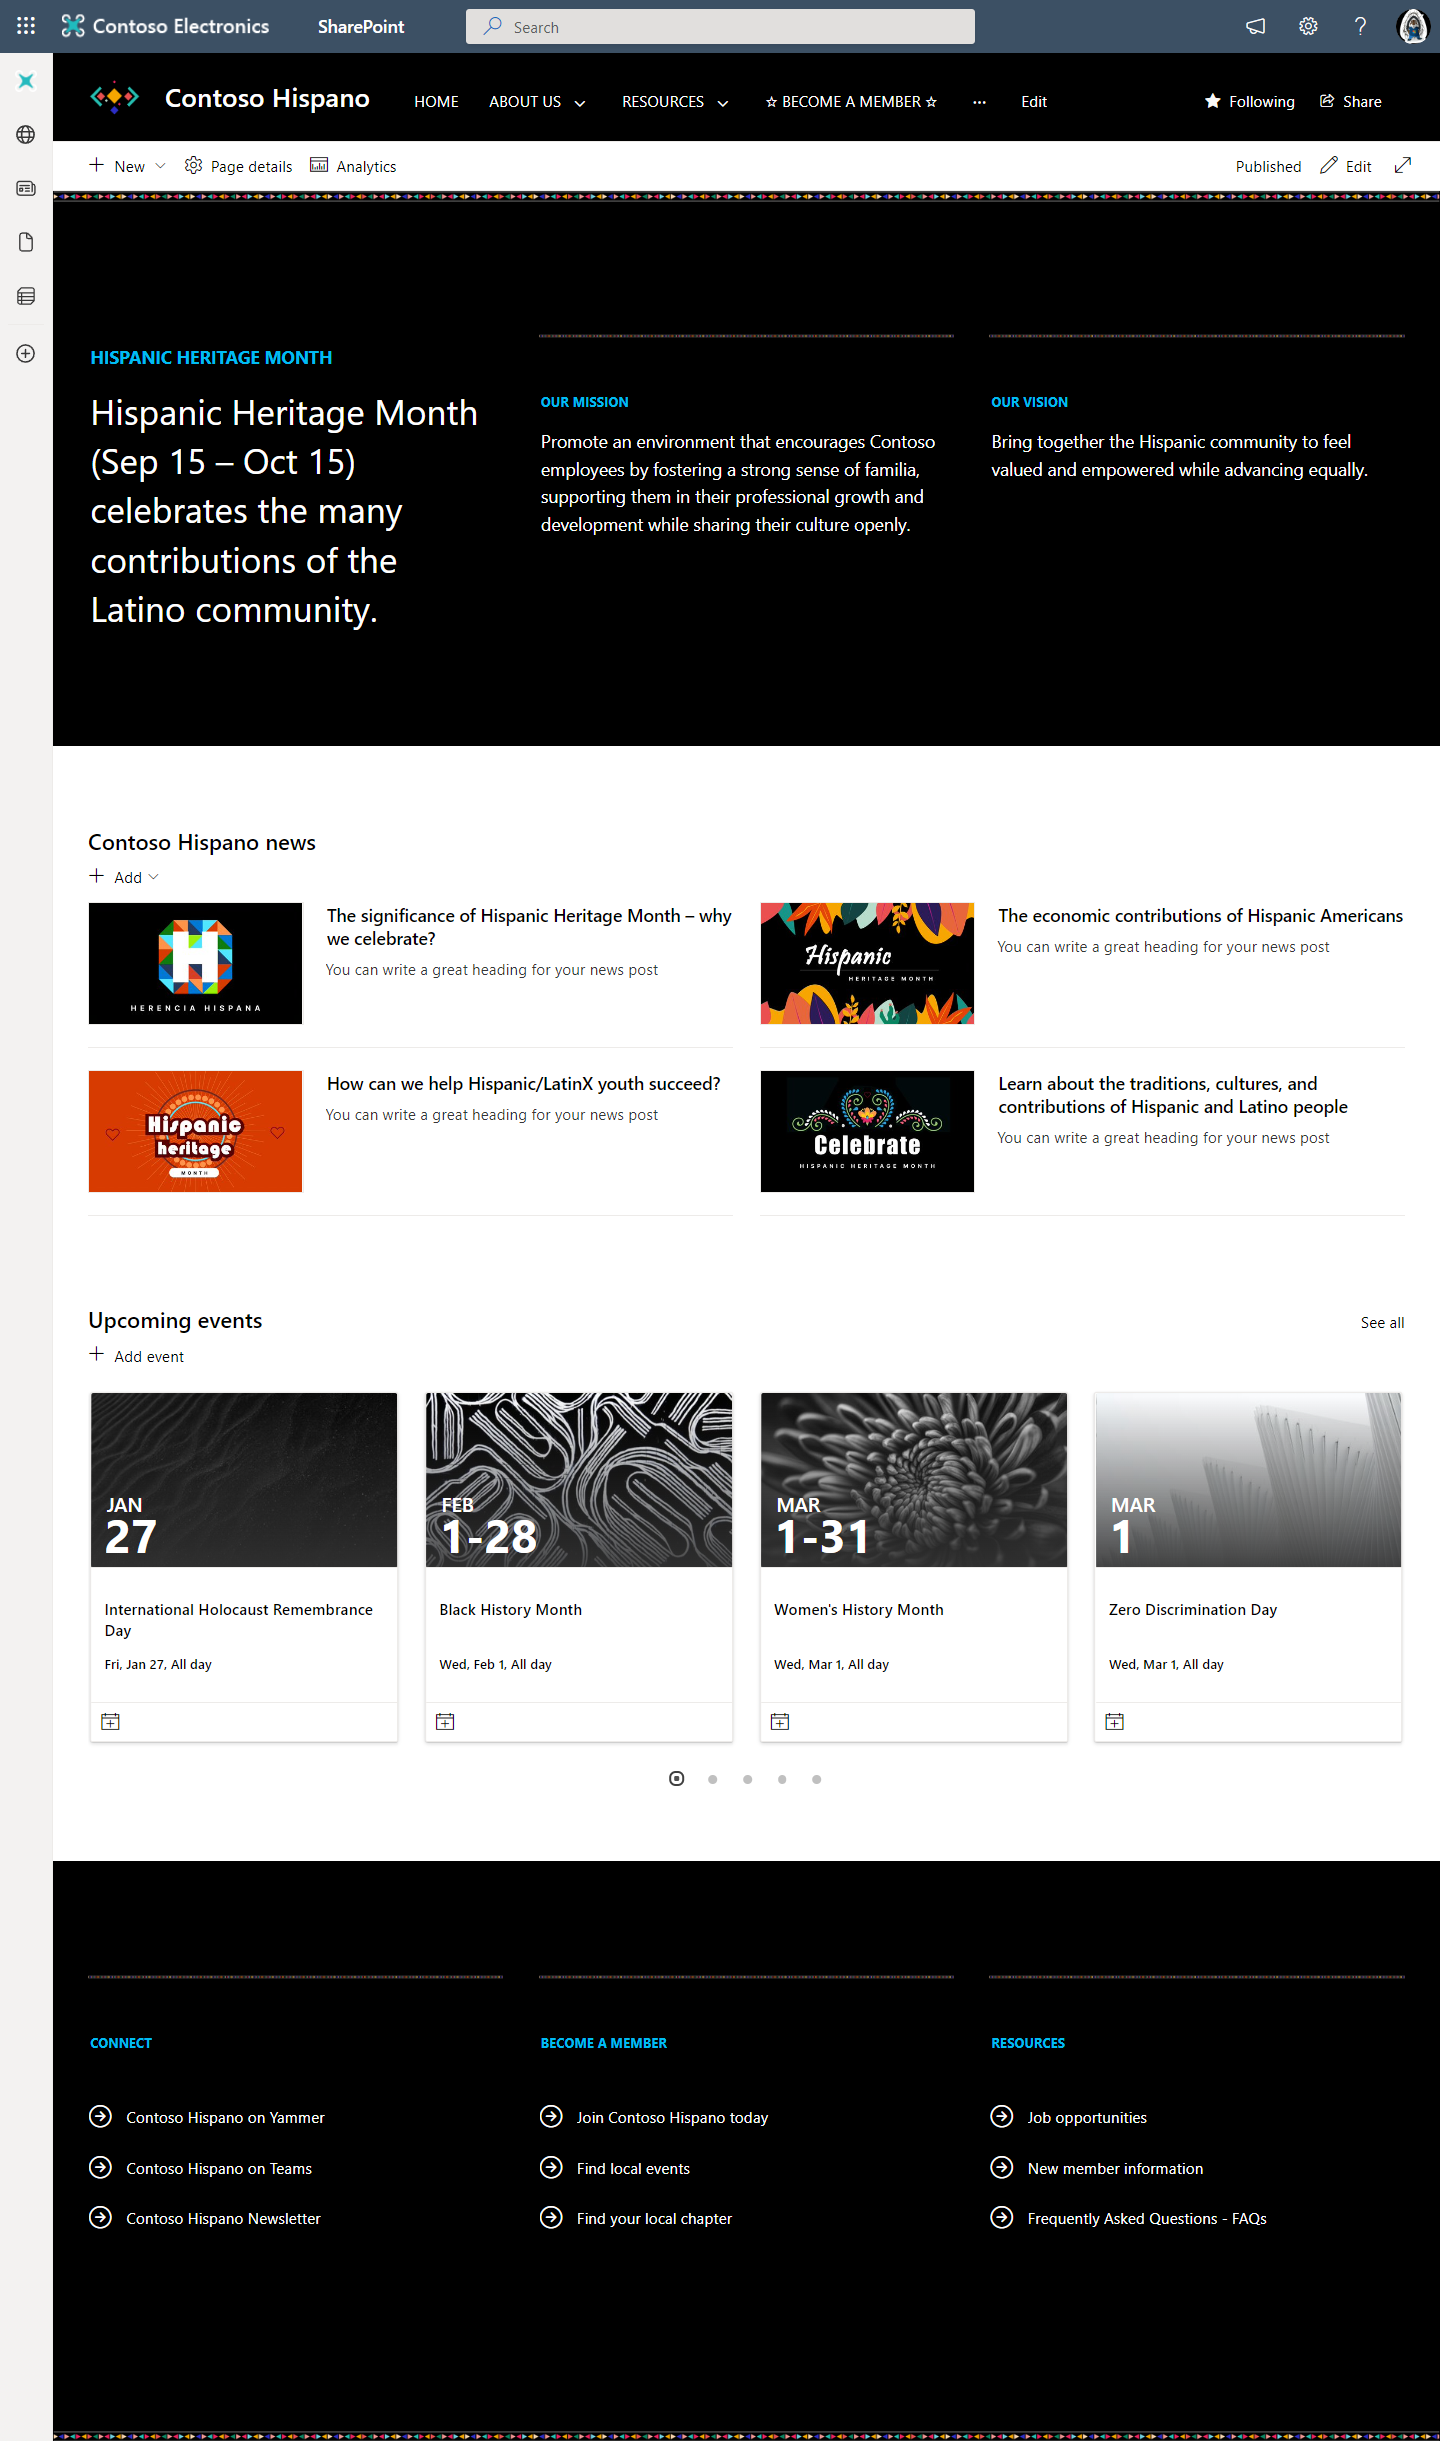 Contoso Electronics
SharePoint
Search
Contoso Hispano
HOME
ABOUT US
RESOURCES
☆ BECOME A MEMBER ☆
···
Edit
Following
Share
New
Page details
Analytics
Published
Edit
HISPANIC HERITAGE MONTH
Hispanic Heritage Month
(Sep 15 – Oct 15)
celebrates the many
contributions of the
Latino community.
OUR MISSION
Promote an environment that encourages Contoso
employees by fostering a strong sense of familia,
supporting them in their professional growth and
development while sharing their culture openly.
OUR VISION
Bring together the Hispanic community to feel
valued and empowered while advancing equally.
Contoso Hispano news
Add
H
HERENCIA HISPANA
The significance of Hispanic Heritage Month – why
we celebrate?
You can write a great heading for your news post
Hispanic
HERITAGE MONTH
The economic contributions of Hispanic Americans
You can write a great heading for your news post
Hispanic
heritage
MONTH
How can we help Hispanic/LatinX youth succeed?
You can write a great heading for your news post
Celebrate
HISPANIC HERITAGE MONTH
Learn about the traditions, cultures, and
contributions of Hispanic and Latino people
You can write a great heading for your news post
Upcoming events
See all
Add event
JAN
27
International Holocaust Remembrance
Day
Fri, Jan 27, All day
FEB
1-28
Black History Month
Wed, Feb 1, All day
MAR
1-31
Women's History Month
Wed, Mar 1, All day
MAR
1
Zero Discrimination Day
Wed, Mar 1, All day
CONNECT
Contoso Hispano on Yammer
Contoso Hispano on Teams
Contoso Hispano Newsletter
BECOME A MEMBER
Join Contoso Hispano today
Find local events
Find your local chapter
RESOURCES
Job opportunities
New member information
Frequently Asked Questions - FAQs